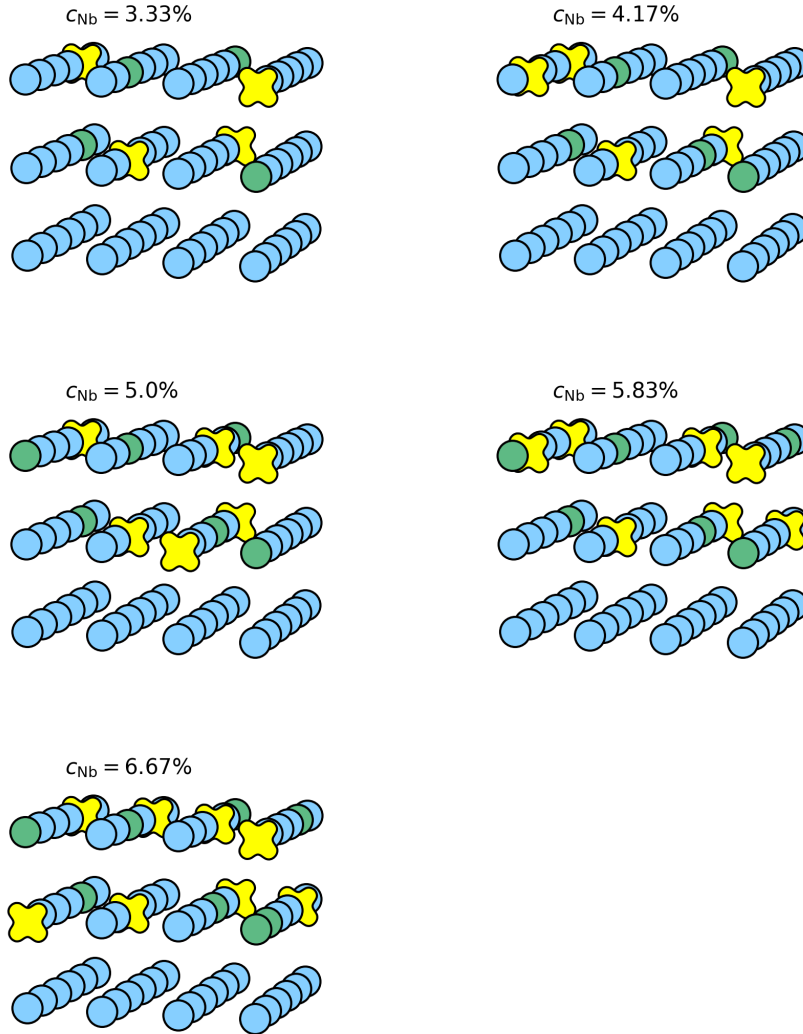 c_Nb = 3.33%
c_Nb = 4.17%
c_Nb = 5.0%
c_Nb = 5.83%
c_Nb = 6.67%